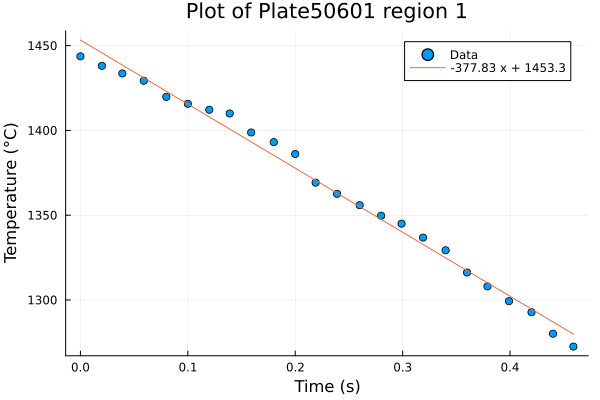 Plot of Plate50601 region 1
Data
-377.83 x + 1453.3
Temperature (°C)
1450
1400
1350
1300
0.0 0.1 0.2 0.3 0.4
Time (s)